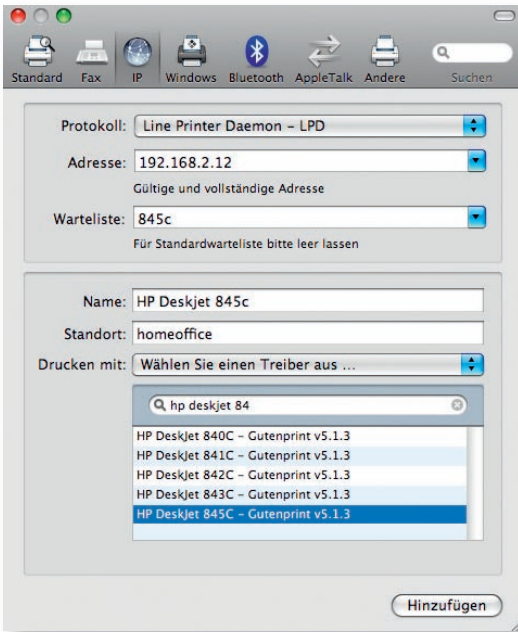 Standard Fax IP Windows Bluetooth AppleTalk Andere Suchen
Protokoll: Line Printer Daemon – LPD
Adresse: 192.168.2.12
Gültige und vollständige Adresse
Warteliste: 845c
Für Standardwarteliste bitte leer lassen
Name: HP Deskjet 845c
Standort: homeoffice
Drucken mit: Wählen Sie einen Treiber aus ...
hp deskjet 84
HP DeskJet 840C – Gutenprint v5.1.3
HP DeskJet 841C – Gutenprint v5.1.3
HP DeskJet 842C – Gutenprint v5.1.3
HP DeskJet 843C – Gutenprint v5.1.3
HP DeskJet 845C – Gutenprint v5.1.3
Hinzufügen